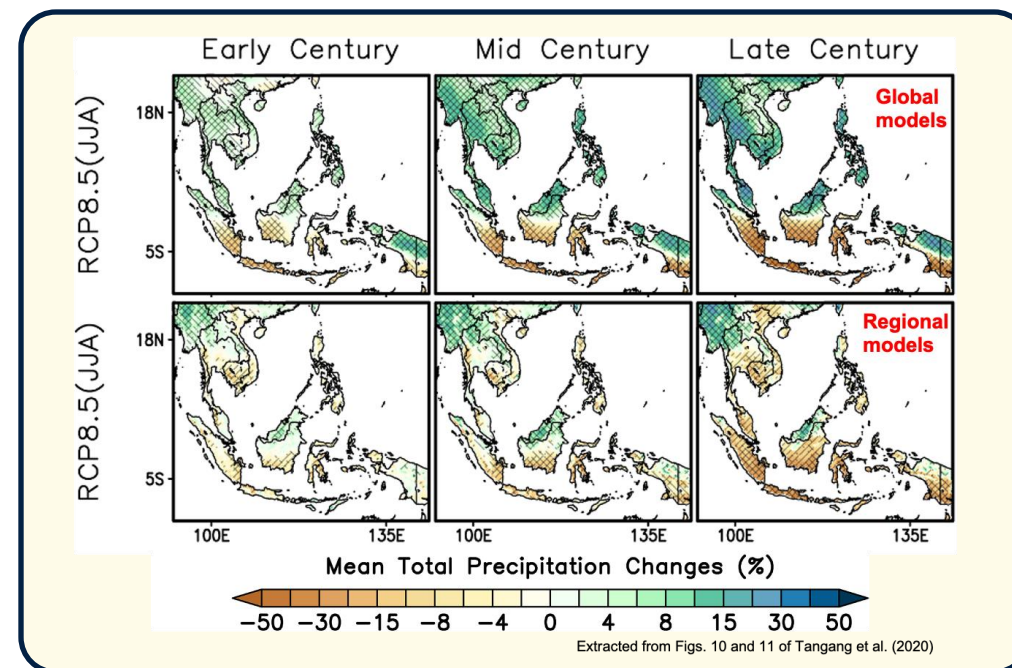 Early Century Mid Century Late Century
RCP8.5(JJA)
18N
5S
Global
models
RCP8.5(JJA)
18N
5S
Regional
models
100E 135E 100E 135E 100E 135E
Mean Total Precipitation Changes (%)
−50 −30 −15 −8 −4 0 4 8 15 30 50
Extracted from Figs. 10 and 11 of Tangang et al. (2020)